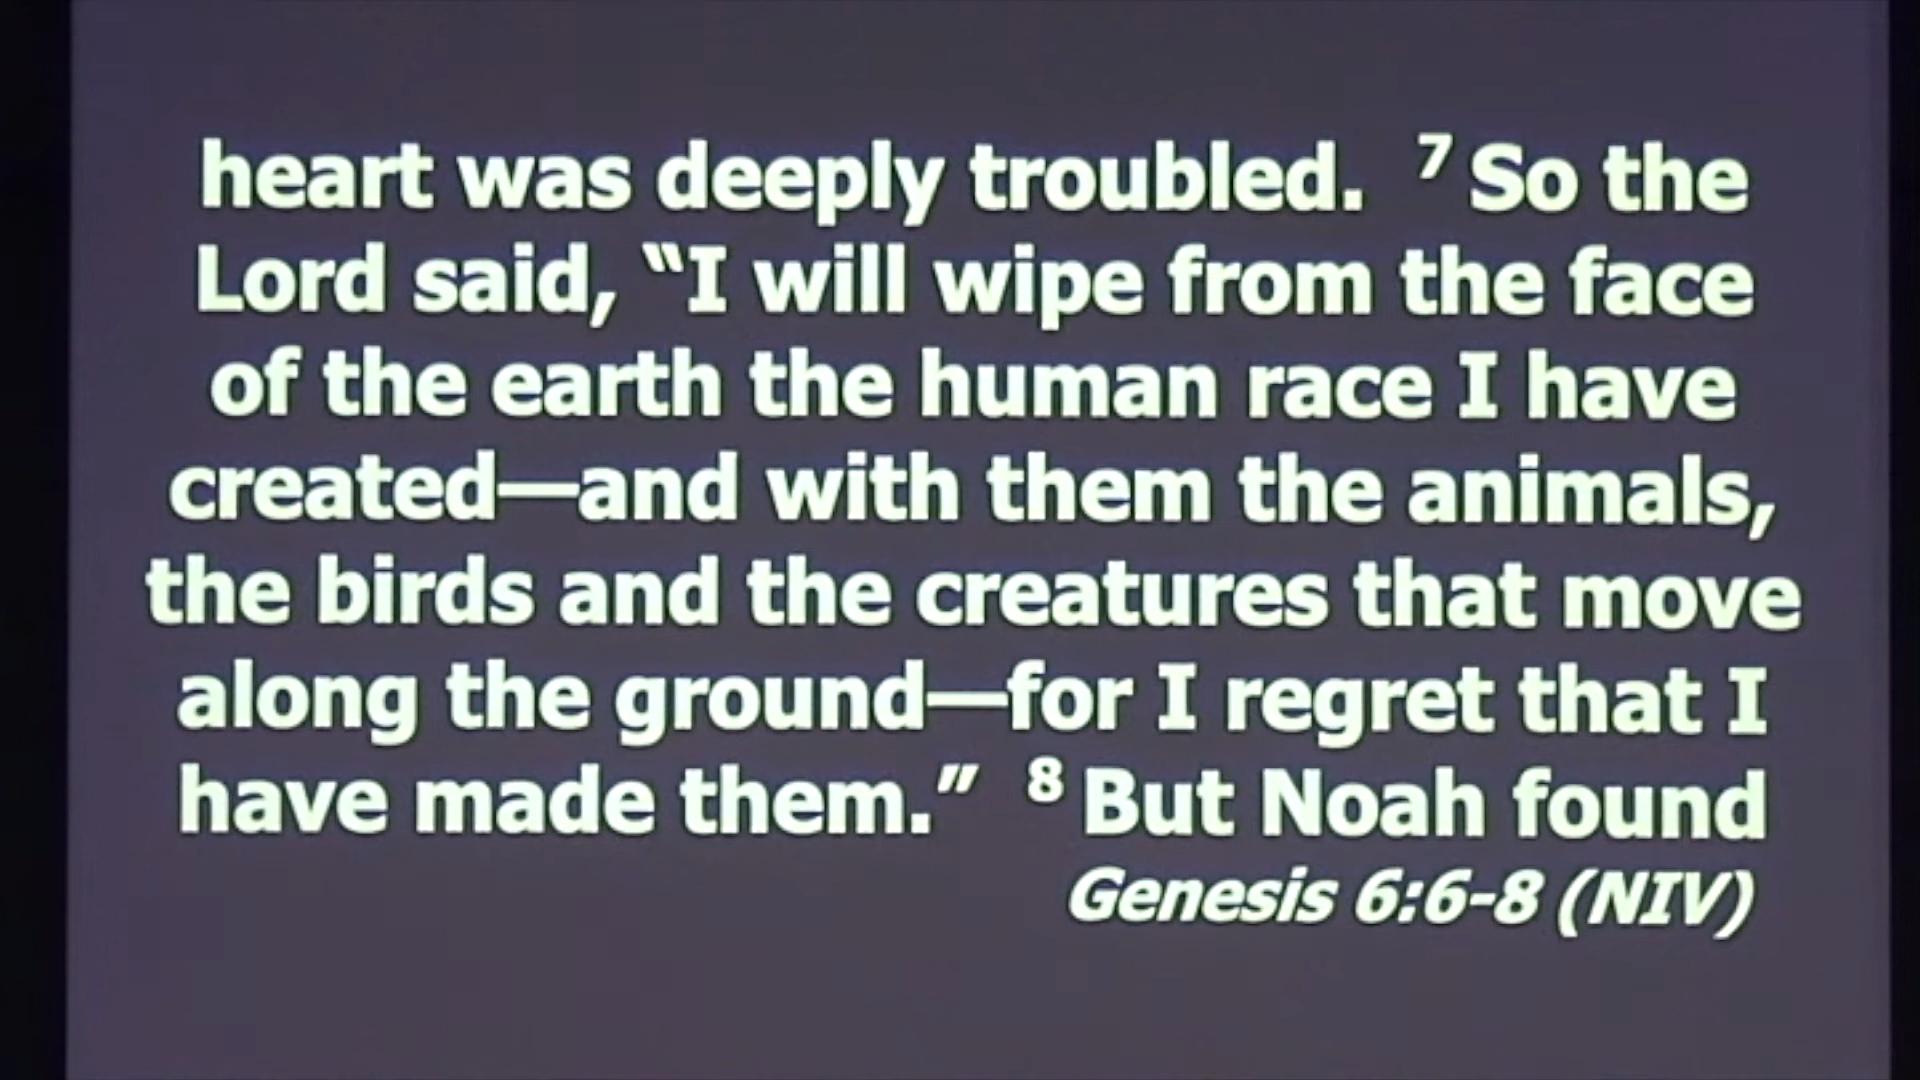 heart was deeply troubled. ⁷ So the
Lord said, “I will wipe from the face
of the earth the human race I have
created—and with them the animals,
the birds and the creatures that move
along the ground—for I regret that I
have made them.” ⁸ But Noah found
Genesis 6:6-8 (NIV)